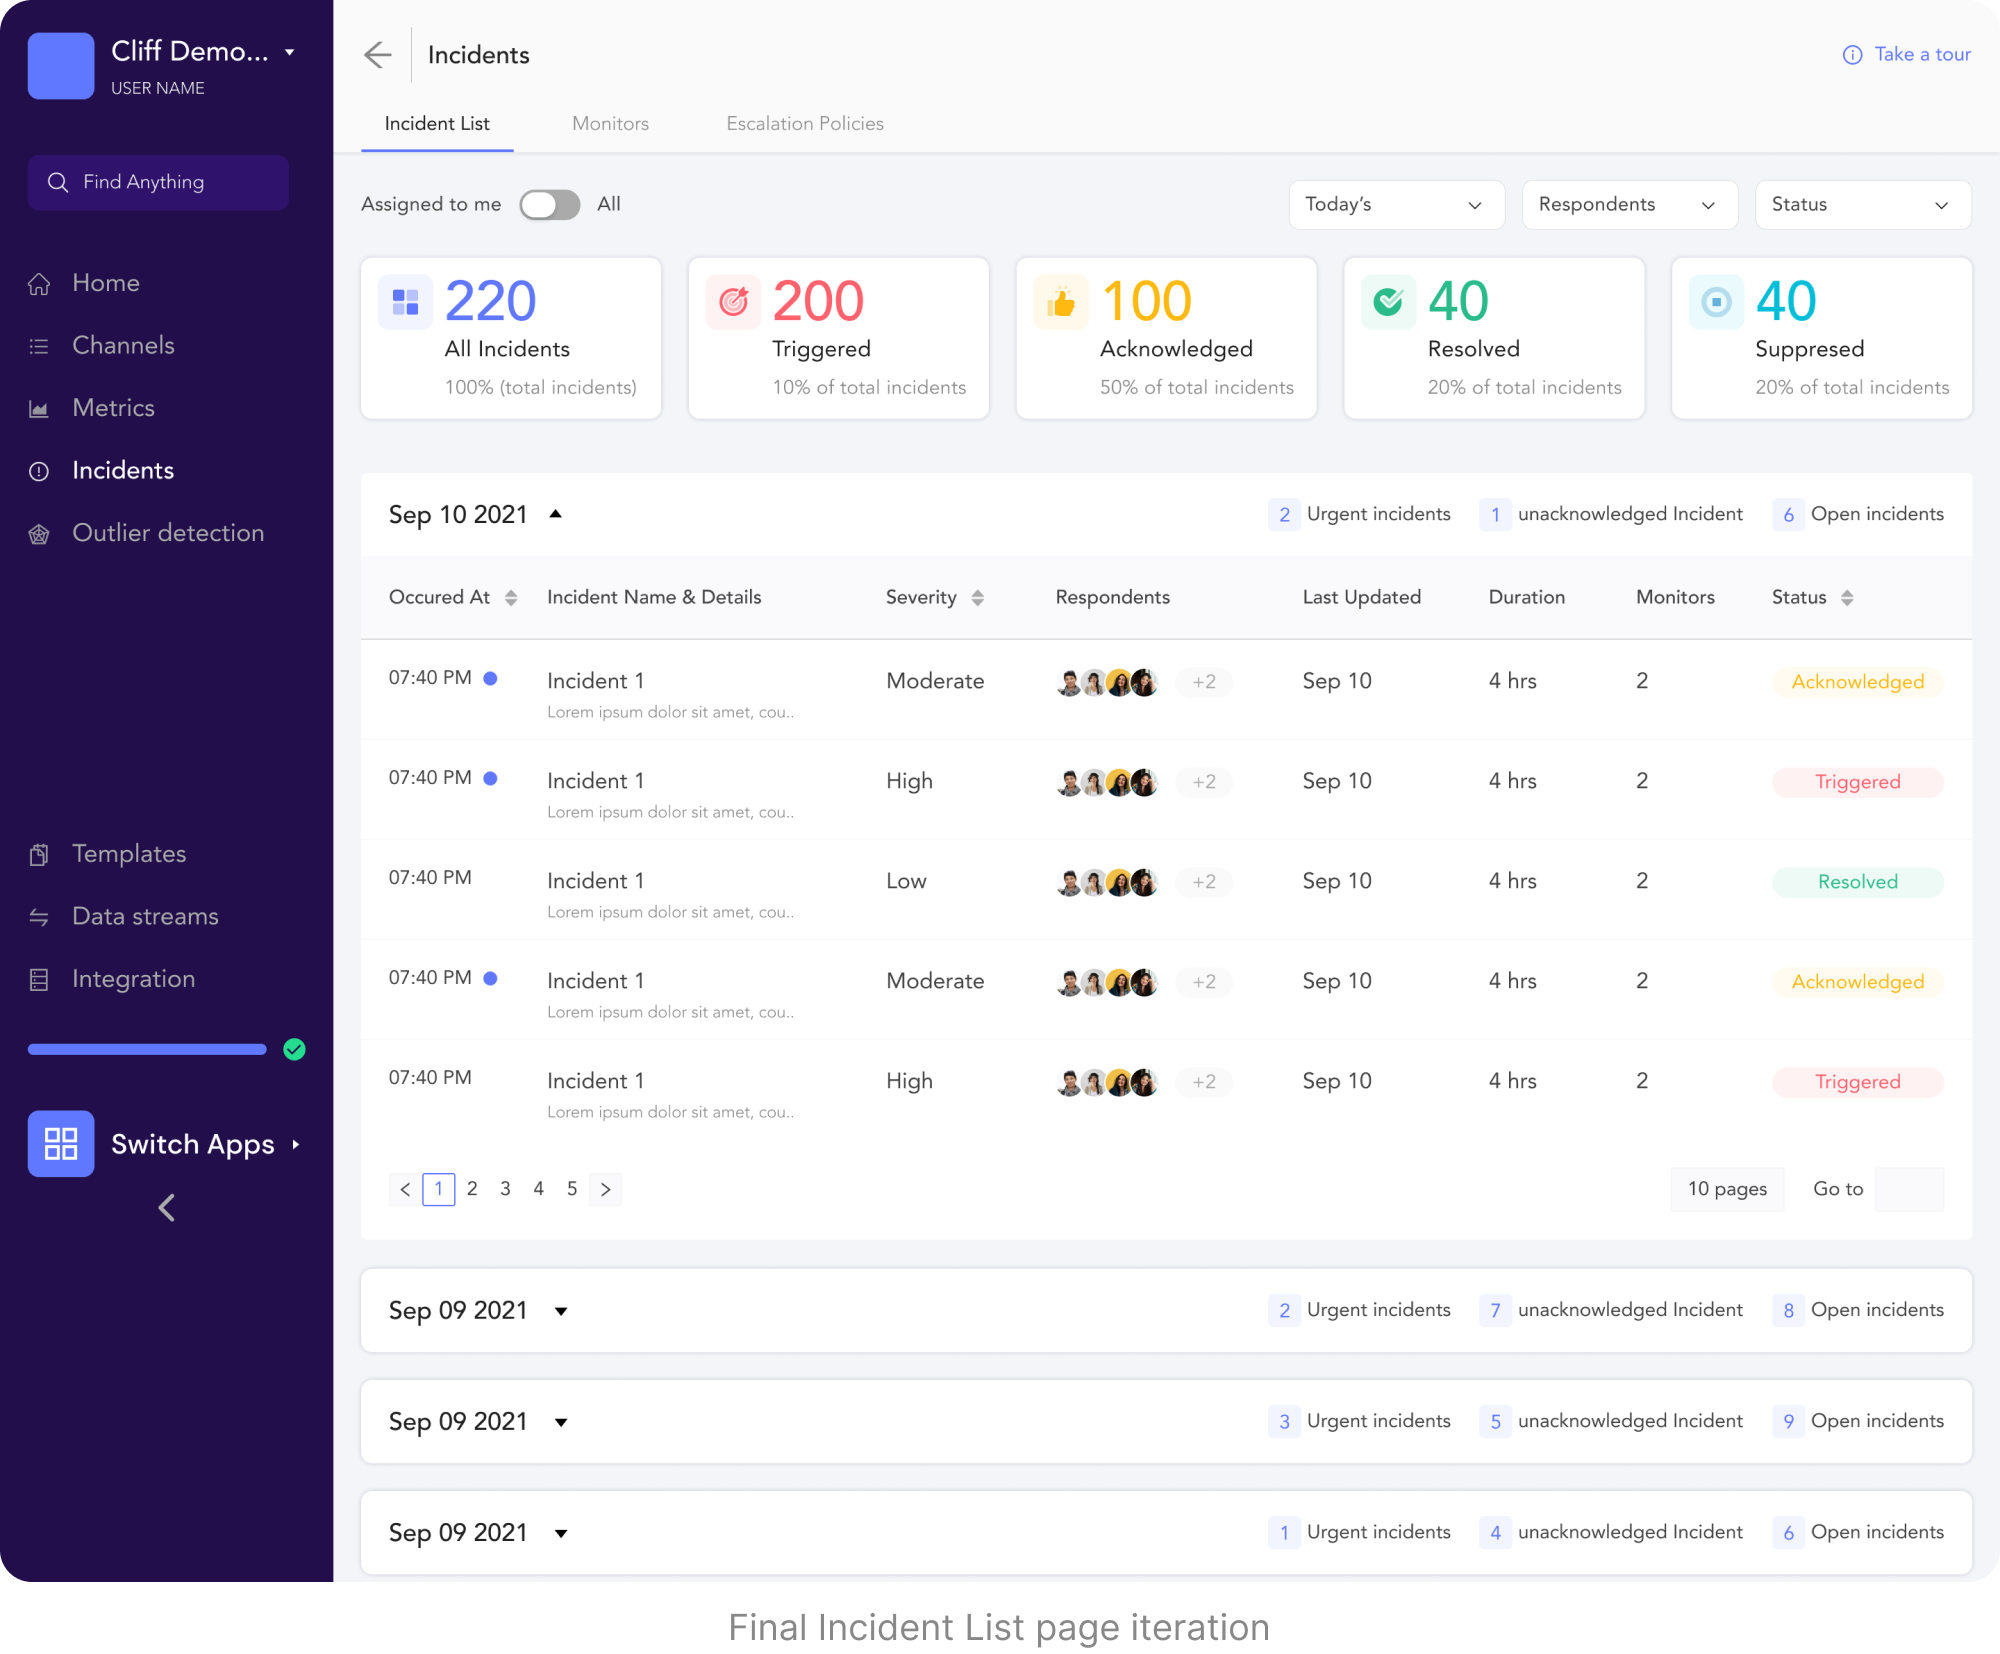 Cliff Demo...
USER NAME
Find Anything
Home
Channels
Metrics
Incidents
Outlier detection
Templates
Data streams
Integration
Switch Apps
Incidents
Take a tour
Incident List Monitors Escalation Policies
Assigned to me All
Today's Respondents Status
220
All Incidents
100% (total incidents)
200
Triggered
10% of total incidents
100
Acknowledged
50% of total incidents
40
Resolved
20% of total incidents
40
Suppresed
20% of total incidents
Sep 10 2021 2 Urgent incidents 1 unacknowledged Incident 6 Open incidents
Occured At Incident Name & Details Severity Respondents Last Updated Duration Monitors Status
07:40 PM Incident 1 Moderate +2 Sep 10 4 hrs 2 Acknowledged
Lorem ipsum dolor sit amet, cou..
07:40 PM Incident 1 High +2 Sep 10 4 hrs 2 Triggered
Lorem ipsum dolor sit amet, cou..
07:40 PM Incident 1 Low +2 Sep 10 4 hrs 2 Resolved
Lorem ipsum dolor sit amet, cou..
07:40 PM Incident 1 Moderate +2 Sep 10 4 hrs 2 Acknowledged
Lorem ipsum dolor sit amet, cou..
07:40 PM Incident 1 High +2 Sep 10 4 hrs 2 Triggered
Lorem ipsum dolor sit amet, cou..
1 2 3 4 5 10 pages Go to
Sep 09 2021 2 Urgent incidents 7 unacknowledged Incident 8 Open incidents
Sep 09 2021 3 Urgent incidents 5 unacknowledged Incident 9 Open incidents
Sep 09 2021 1 Urgent incidents 4 unacknowledged Incident 6 Open incidents
Final Incident List page iteration